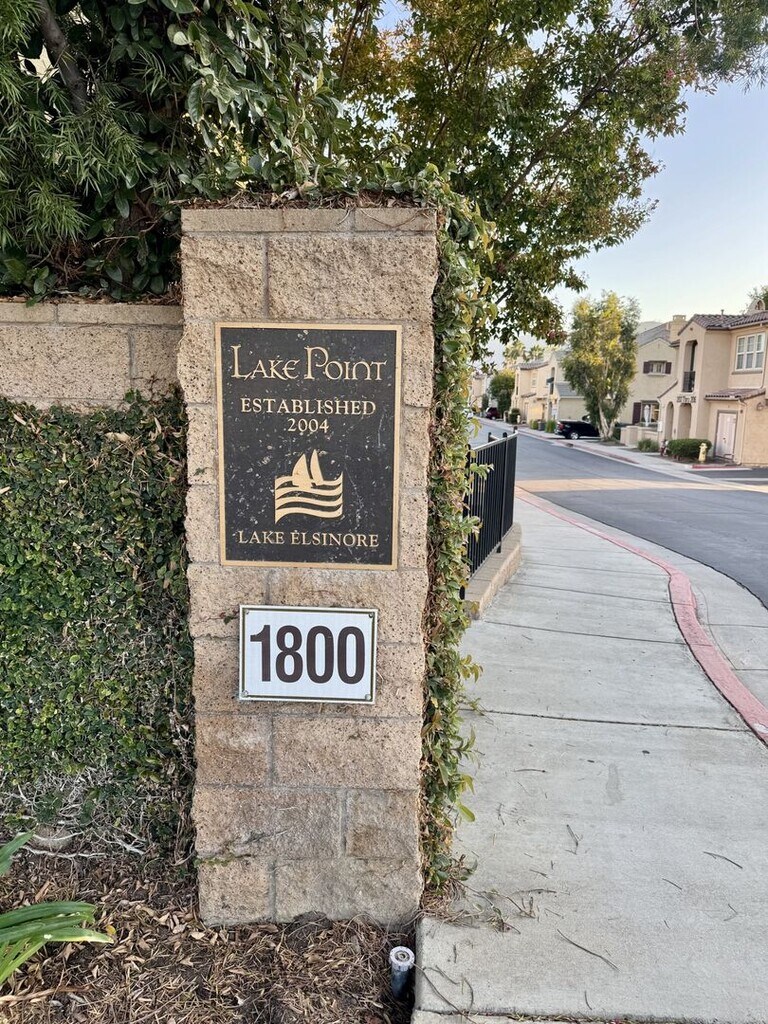 LAKE POINT
ESTABLISHED
2004
LAKE ELSINORE
1800